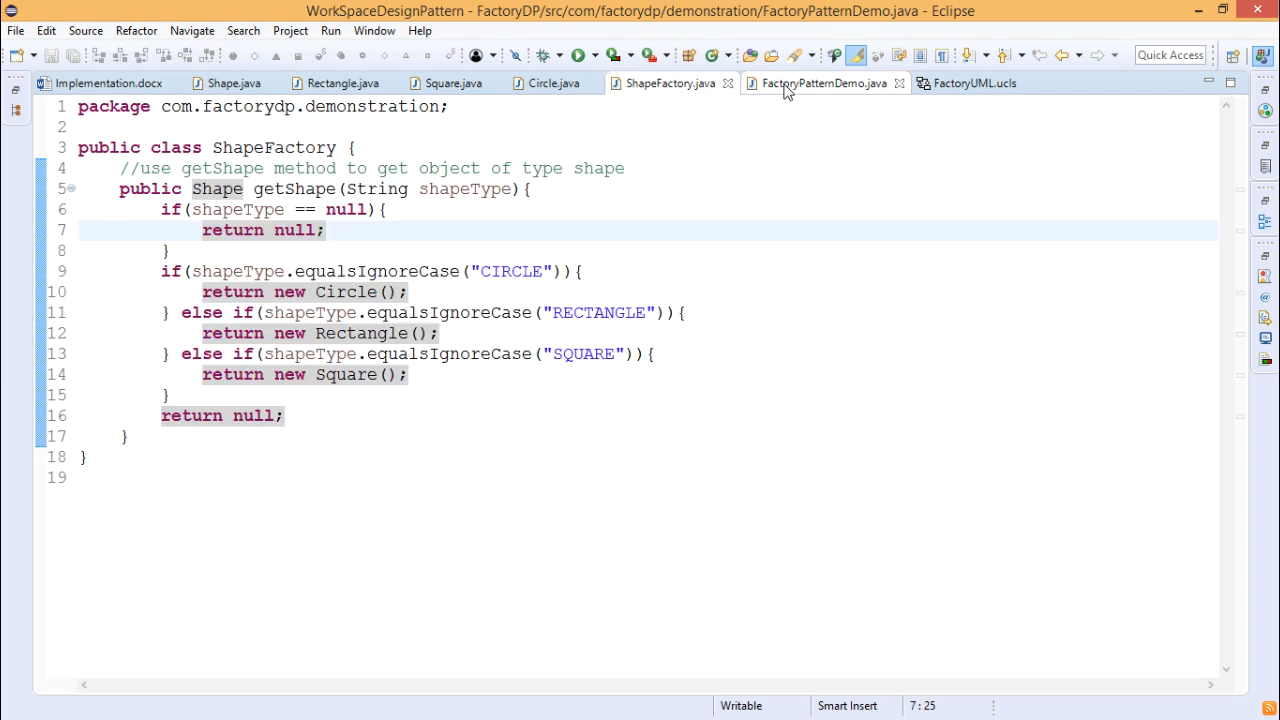 WorkSpaceDesignPattern - FactoryDP/src/com/factorydp/demonstration/FactoryPatternDemo.java - Eclipse
File Edit Source Refactor Navigate Search Project Run Window Help
Quick Access
Implementation.docx Shape.java Rectangle.java Square.java Circle.java ShapeFactory.java FactoryPatternDemo.java FactoryUML.ucls
1 package com.factorydp.demonstration;
2
3 public class ShapeFactory {
4 //use getShape method to get object of type shape
5 public Shape getShape(String shapeType){
6 if(shapeType == null){
7 return null;
8 }
9 if(shapeType.equalsIgnoreCase("CIRCLE")){
10 return new Circle();
11 } else if(shapeType.equalsIgnoreCase("RECTANGLE")){
12 return new Rectangle();
13 } else if(shapeType.equalsIgnoreCase("SQUARE")){
14 return new Square();
15 }
16 return null;
17 }
18 }
19
Writable Smart Insert 7 : 25